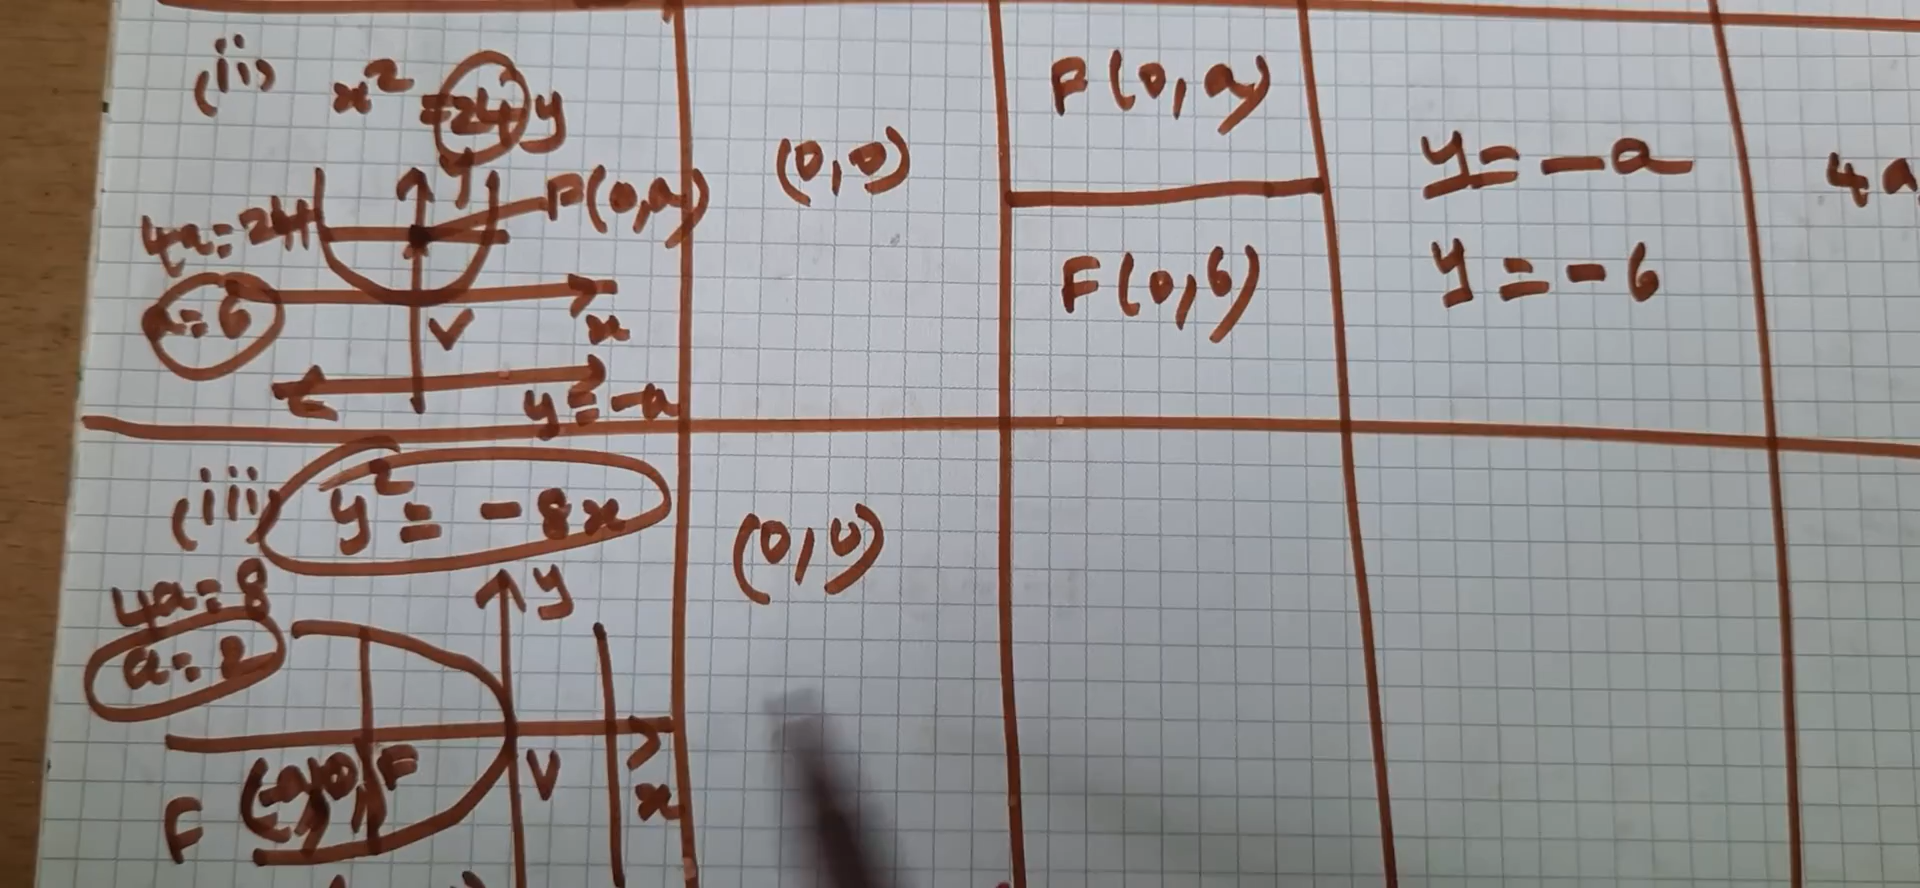 (ii) x² = 24y
4a = 24
a = 6
y
F(0,a)
V
x
y = -a
(0,0)
F(0,a)
F(0,6)
y = -a
y = -6
4a
(iii) y² = -8x
4a = 8
a = 2
y
V
x
F
F (-a,0)
(0,0)